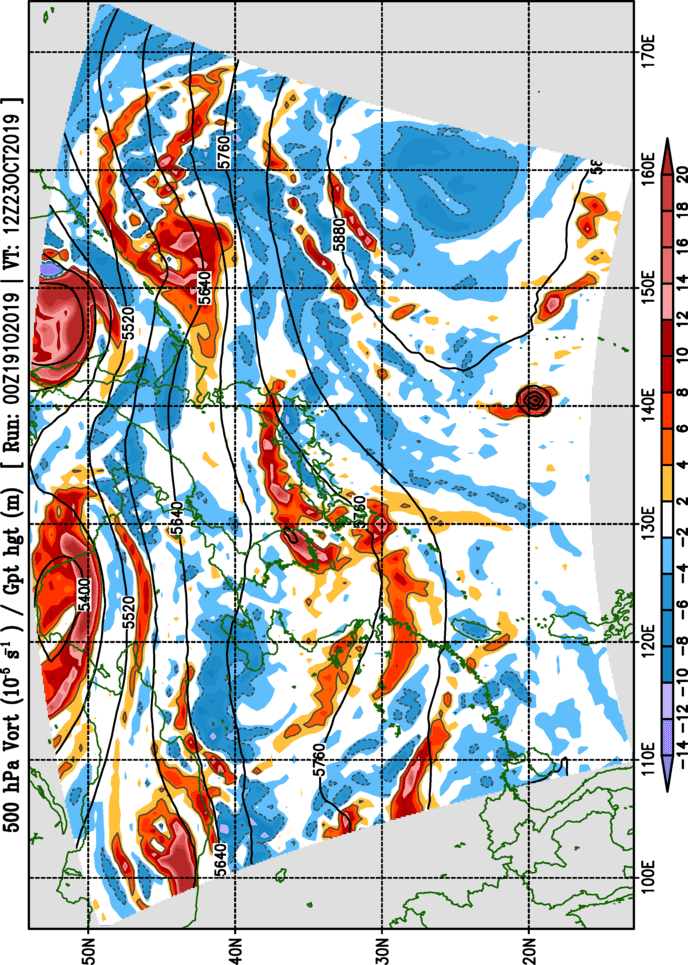 500 hPa Vort (10⁻⁵ s⁻¹) / Gpt hgt (m) [ Run: 00Z19102019 | VT: 12Z23OCT2019 ]
50N
40N
30N
20N
5400
5520
5520
5640
5640
5640
5760
5760
5760
5880
58
100E 110E 120E 130E 140E 150E 160E 170E
−14 −12 −10 −8 −6 −4 −2 2 4 6 8 10 12 14 16 18 20